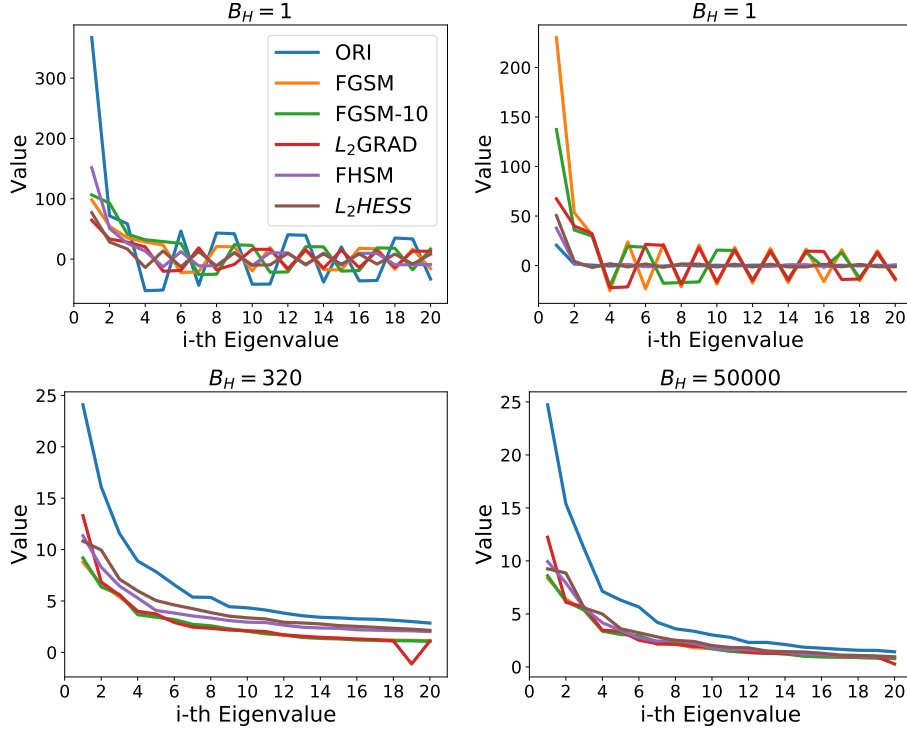 B_H = 1
B_H = 1
Value
300
200
100
0
ORI
FGSM
FGSM-10
L_2GRAD
FHSM
L_2HESS
0 2 4 6 8 10 12 14 16 18 20
i-th Eigenvalue
Value
200
150
100
50
0
0 2 4 6 8 10 12 14 16 18 20
i-th Eigenvalue
B_H = 320
B_H = 50000
Value
25
20
15
10
5
0
0 2 4 6 8 10 12 14 16 18 20
i-th Eigenvalue
Value
25
20
15
10
5
0
0 2 4 6 8 10 12 14 16 18 20
i-th Eigenvalue